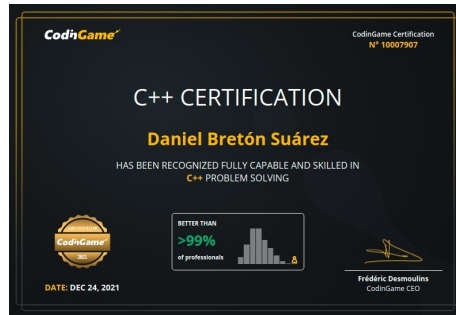 CodinGame
CodinGame Certification
N° 10007907
C++ CERTIFICATION
Daniel Bretón Suárez
HAS BEEN RECOGNIZED FULLY CAPABLE AND SKILLED IN
C++ PROBLEM SOLVING
CodinGame
2021
BETTER THAN
>99%
of professionals
DATE: DEC 24, 2021
Frédéric Desmoulins
CodinGame CEO